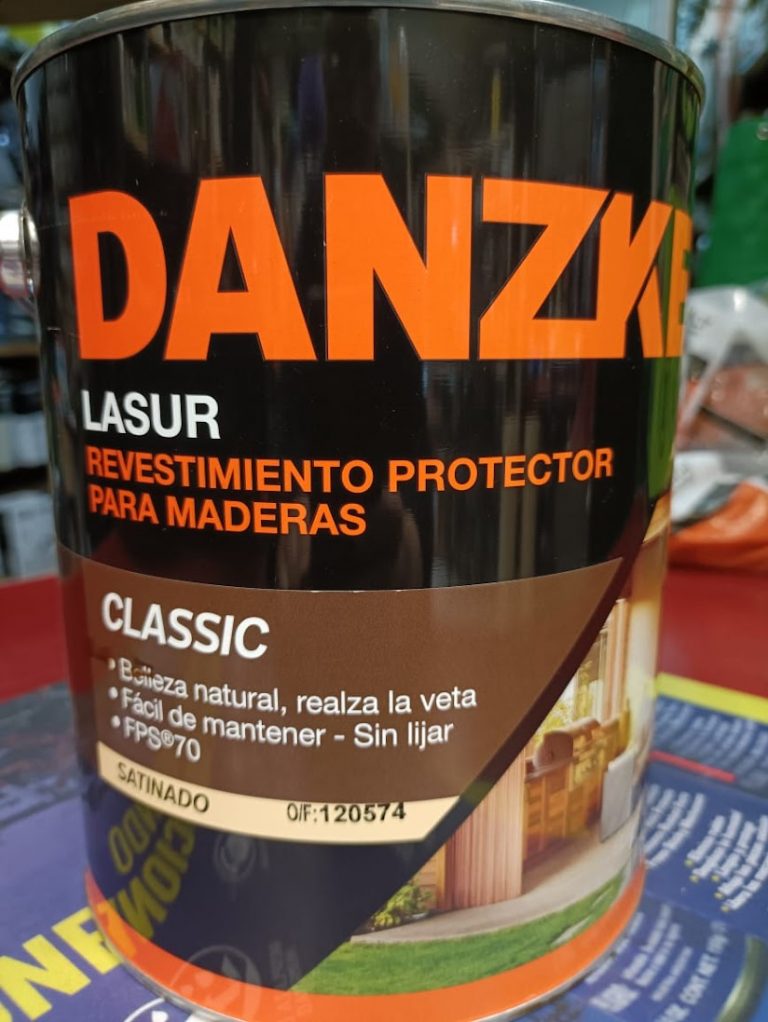 DANZKE
LASUR
REVESTIMIENTO PROTECTOR
PARA MADERAS
CLASSIC
• Belleza natural, realza la veta
• Fácil de mantener - Sin lijar
• FPS®70
SATINADO O/F:120574